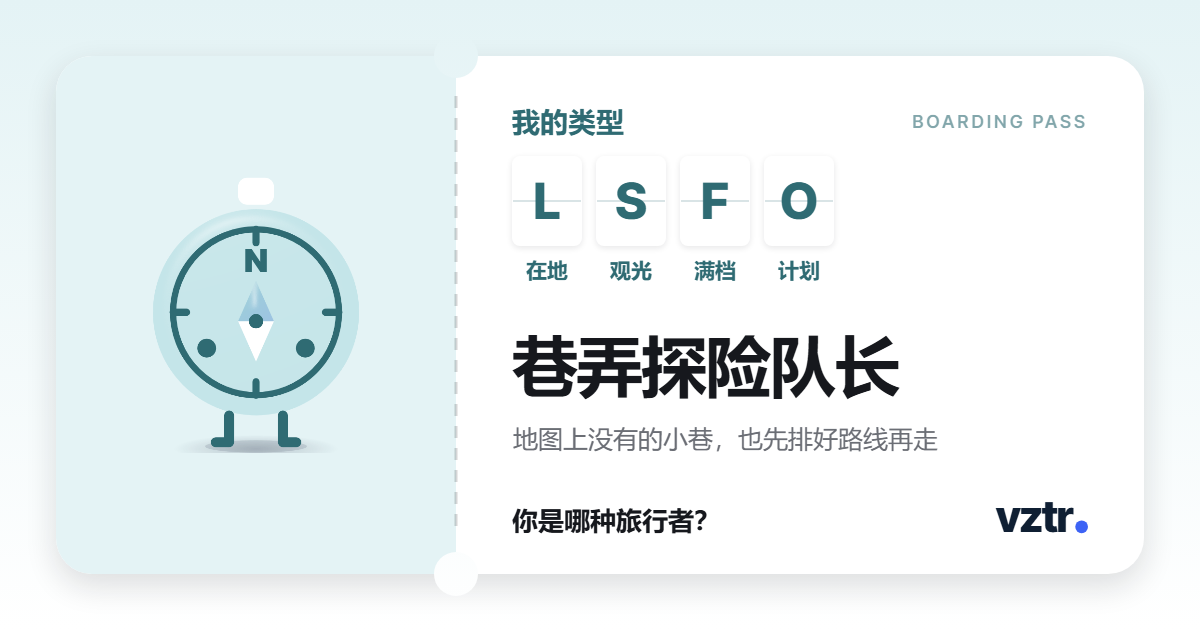 N
我的类型
BOARDING PASS
L S F O
在地 观光 满档 计划
巷弄探险队长
地图上没有的小巷，也先排好路线再走
你是哪种旅行者？
vztr.